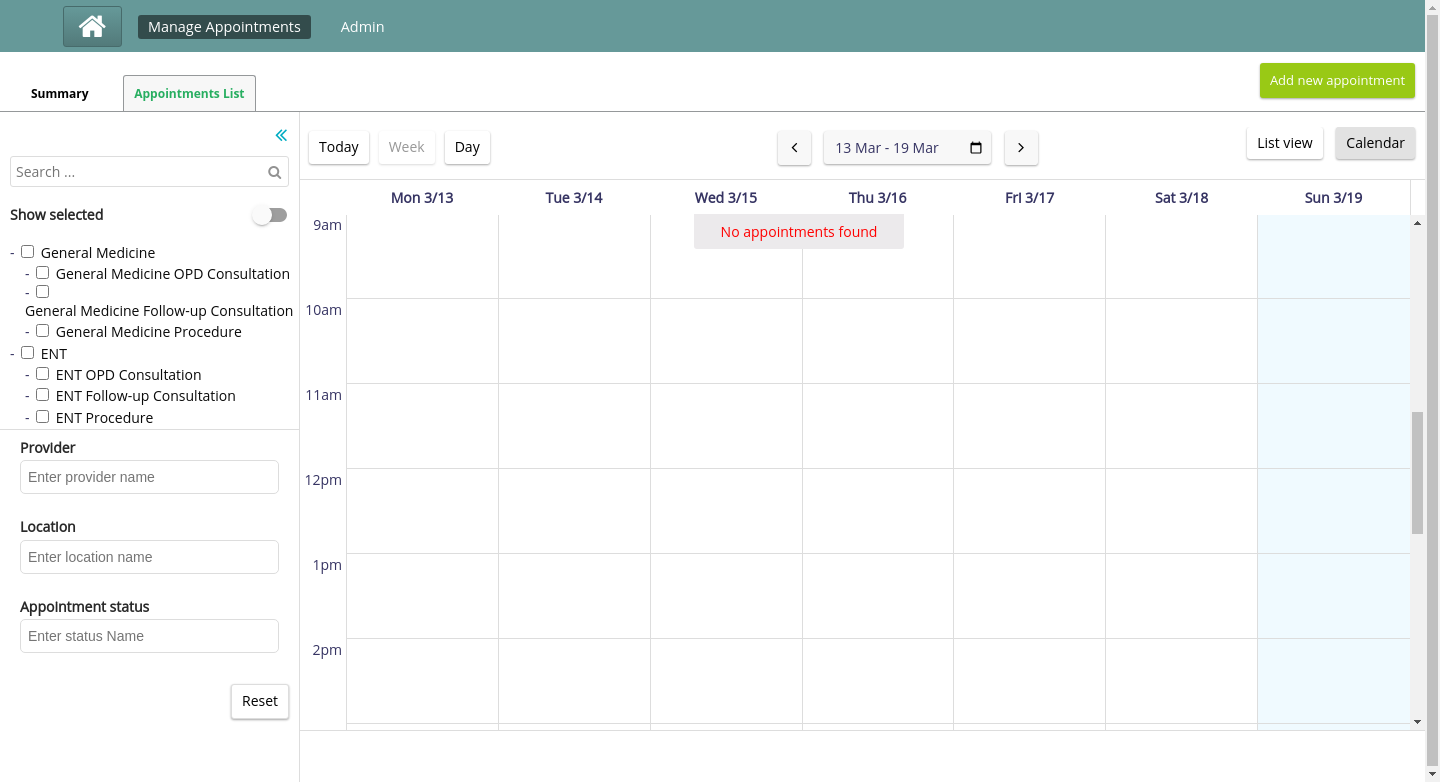 Manage Appointments
Admin
Summary
Appointments List
Add new appointment
Search ...
Show selected
- General Medicine
- General Medicine OPD Consultation
-
General Medicine Follow-up Consultation
- General Medicine Procedure
- ENT
- ENT OPD Consultation
- ENT Follow-up Consultation
- ENT Procedure
Provider
Enter provider name
Location
Enter location name
Appointment status
Enter status Name
Reset
Today
Week
Day
13 Mar - 19 Mar
List view
Calendar
Mon 3/13
Tue 3/14
Wed 3/15
Thu 3/16
Fri 3/17
Sat 3/18
Sun 3/19
No appointments found
9am
10am
11am
12pm
1pm
2pm